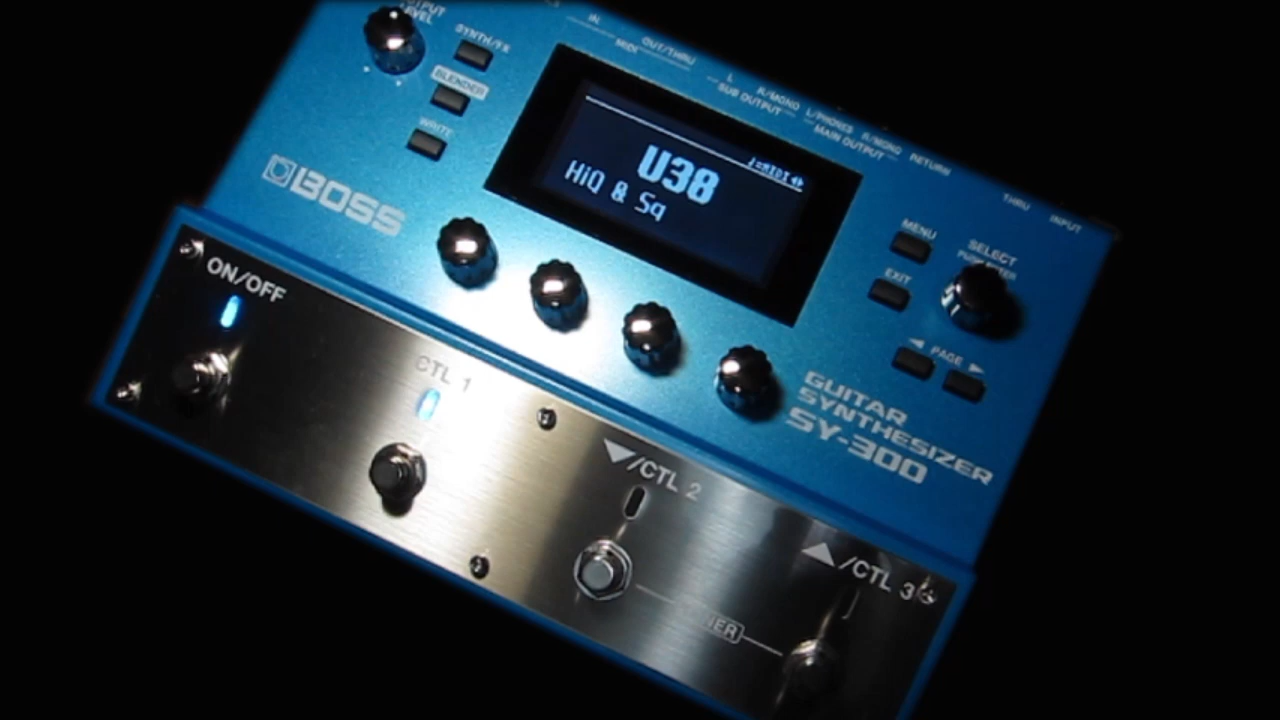 OUTPUT
LEVEL
SYNTH/FX
BLENDER
WRITE
IN
MIDI
OUT/THRU
L
R/MONO
SUB OUTPUT
L/PHONES
R/MONO
MAIN OUTPUT
RETURN
THRU
INPUT
♩=MIDI
U38
HiQ & Sq
BOSS
MENU
EXIT
SELECT
◀ PAGE ▶
GUITAR
SYNTHESIZER
SY-300
ON/OFF
CTL 1
▼/CTL 2
▲/CTL 3